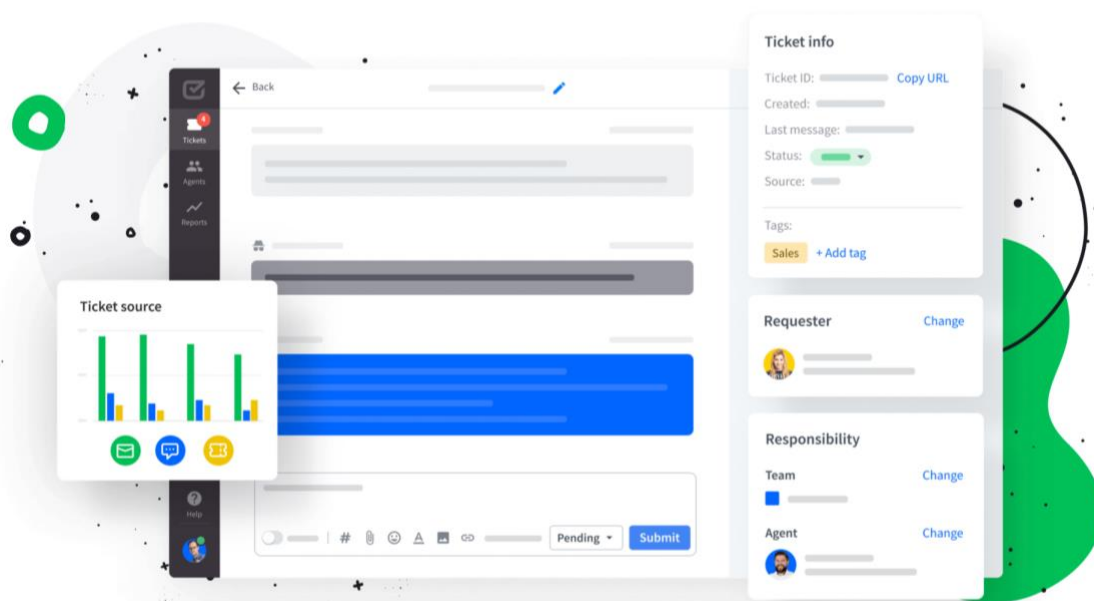 Back
4
Tickets
Agents
Reports
Ticket source
Help
Pending
Submit
Ticket info
Ticket ID: Copy URL
Created:
Last message:
Status:
Source:
Tags:
Sales + Add tag
Requester Change
Responsibility
Team Change
Agent Change